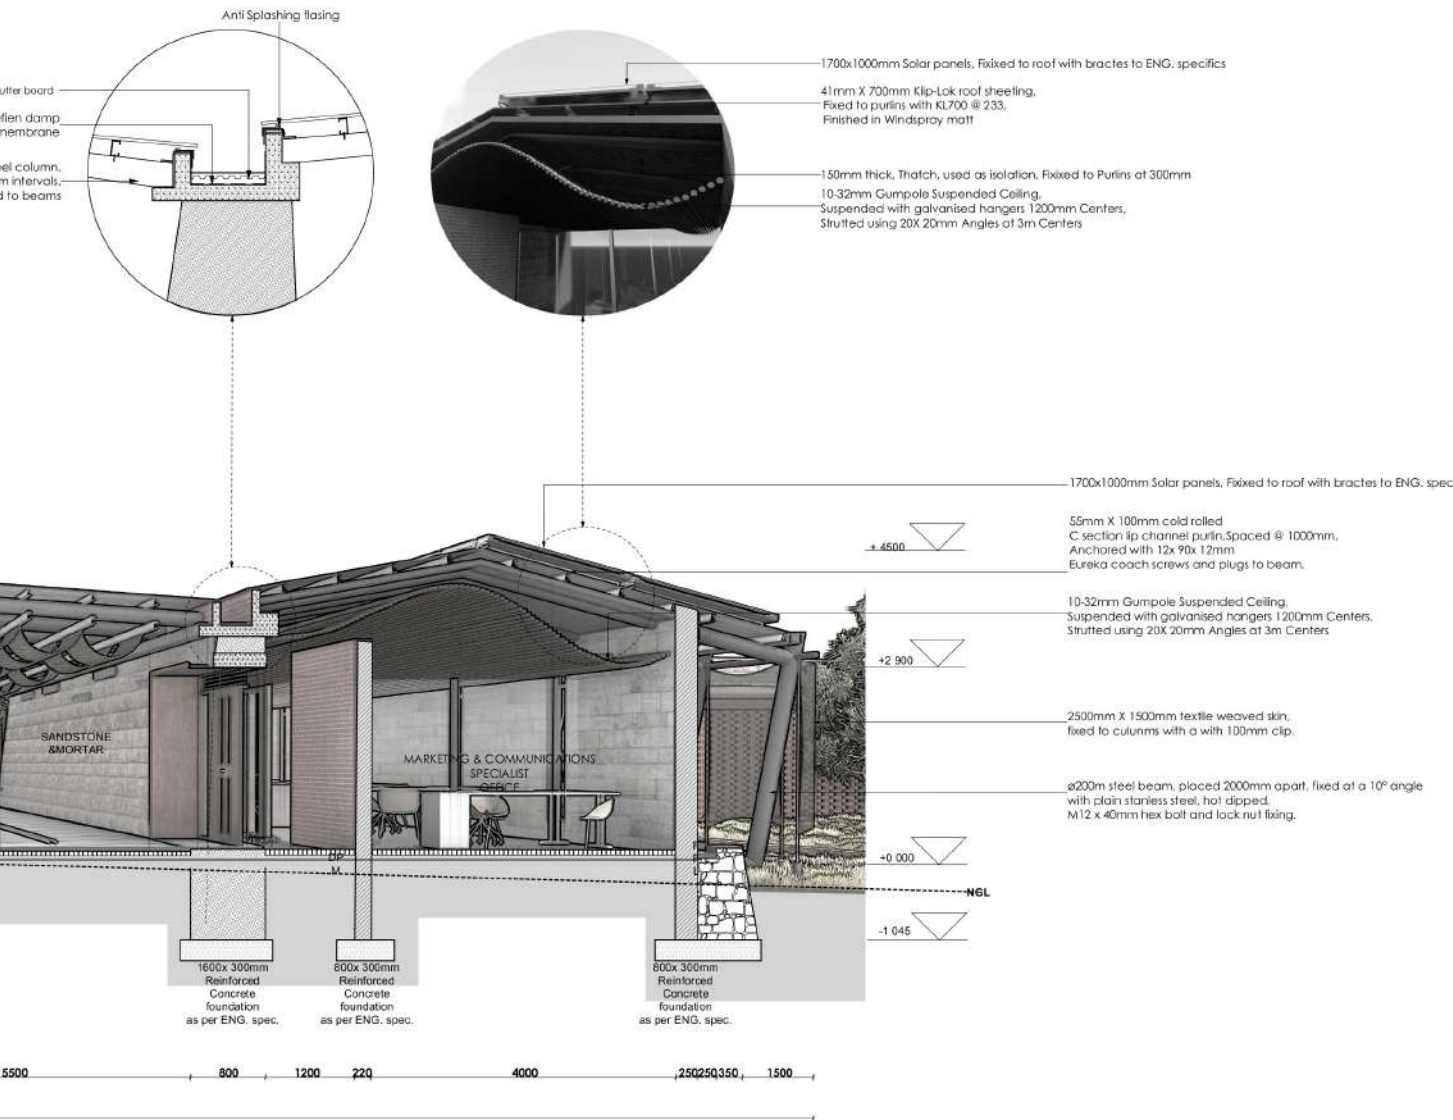 Anti Splashing flasing
utter board
eflen damp
membrane
eel column,
m intervals,
d to beams
1700x1000mm Solar panels, Fixixed to roof with bractes to ENG. specifics
41mm X 700mm Klip-Lok roof sheeting,
Fixed to purlins with KL700 @ 233,
Finished in Windspray matt
150mm thick, Thatch, used as isolation, Fixixed to Purlins at 300mm
10-32mm Gumpole Suspended Ceiling,
Suspended with galvanised hangers 1200mm Centers,
Strutted using 20X 20mm Angles at 3m Centers
1700x1000mm Solar panels, Fixixed to roof with bractes to ENG. spec
55mm X 100mm cold rolled
C section lip channel purlin.Spaced @ 1000mm,
Anchored with 12x 90x 12mm
Eureka coach screws and plugs to beam.
10-32mm Gumpole Suspended Ceiling,
Suspended with galvanised hangers 1200mm Centers,
Strutted using 20X 20mm Angles at 3m Centers
2500mm X 1500mm textile weaved skin,
fixed to culunms with a with 100mm clip.
ø200m steel beam, placed 2000mm apart, fixed at a 10° angle
with plain stanless steel, hot dipped,
M12 x 40mm hex bolt and lock nut fixing.
+ 4500
+2 900
+0 000
NGL
-1 045
SANDSTONE
&MORTAR
MARKETING & COMMUNICATIONS
SPECIALIST
OFFICE
DP
M
1600x 300mm
Reinforced
Concrete
foundation
as per ENG. spec.
800x 300mm
Reinforced
Concrete
foundation
as per ENG. spec.
800x 300mm
Reinforced
Concrete
foundation
as per ENG. spec.
5500 800 1200 220 4000 250 250 350 1500